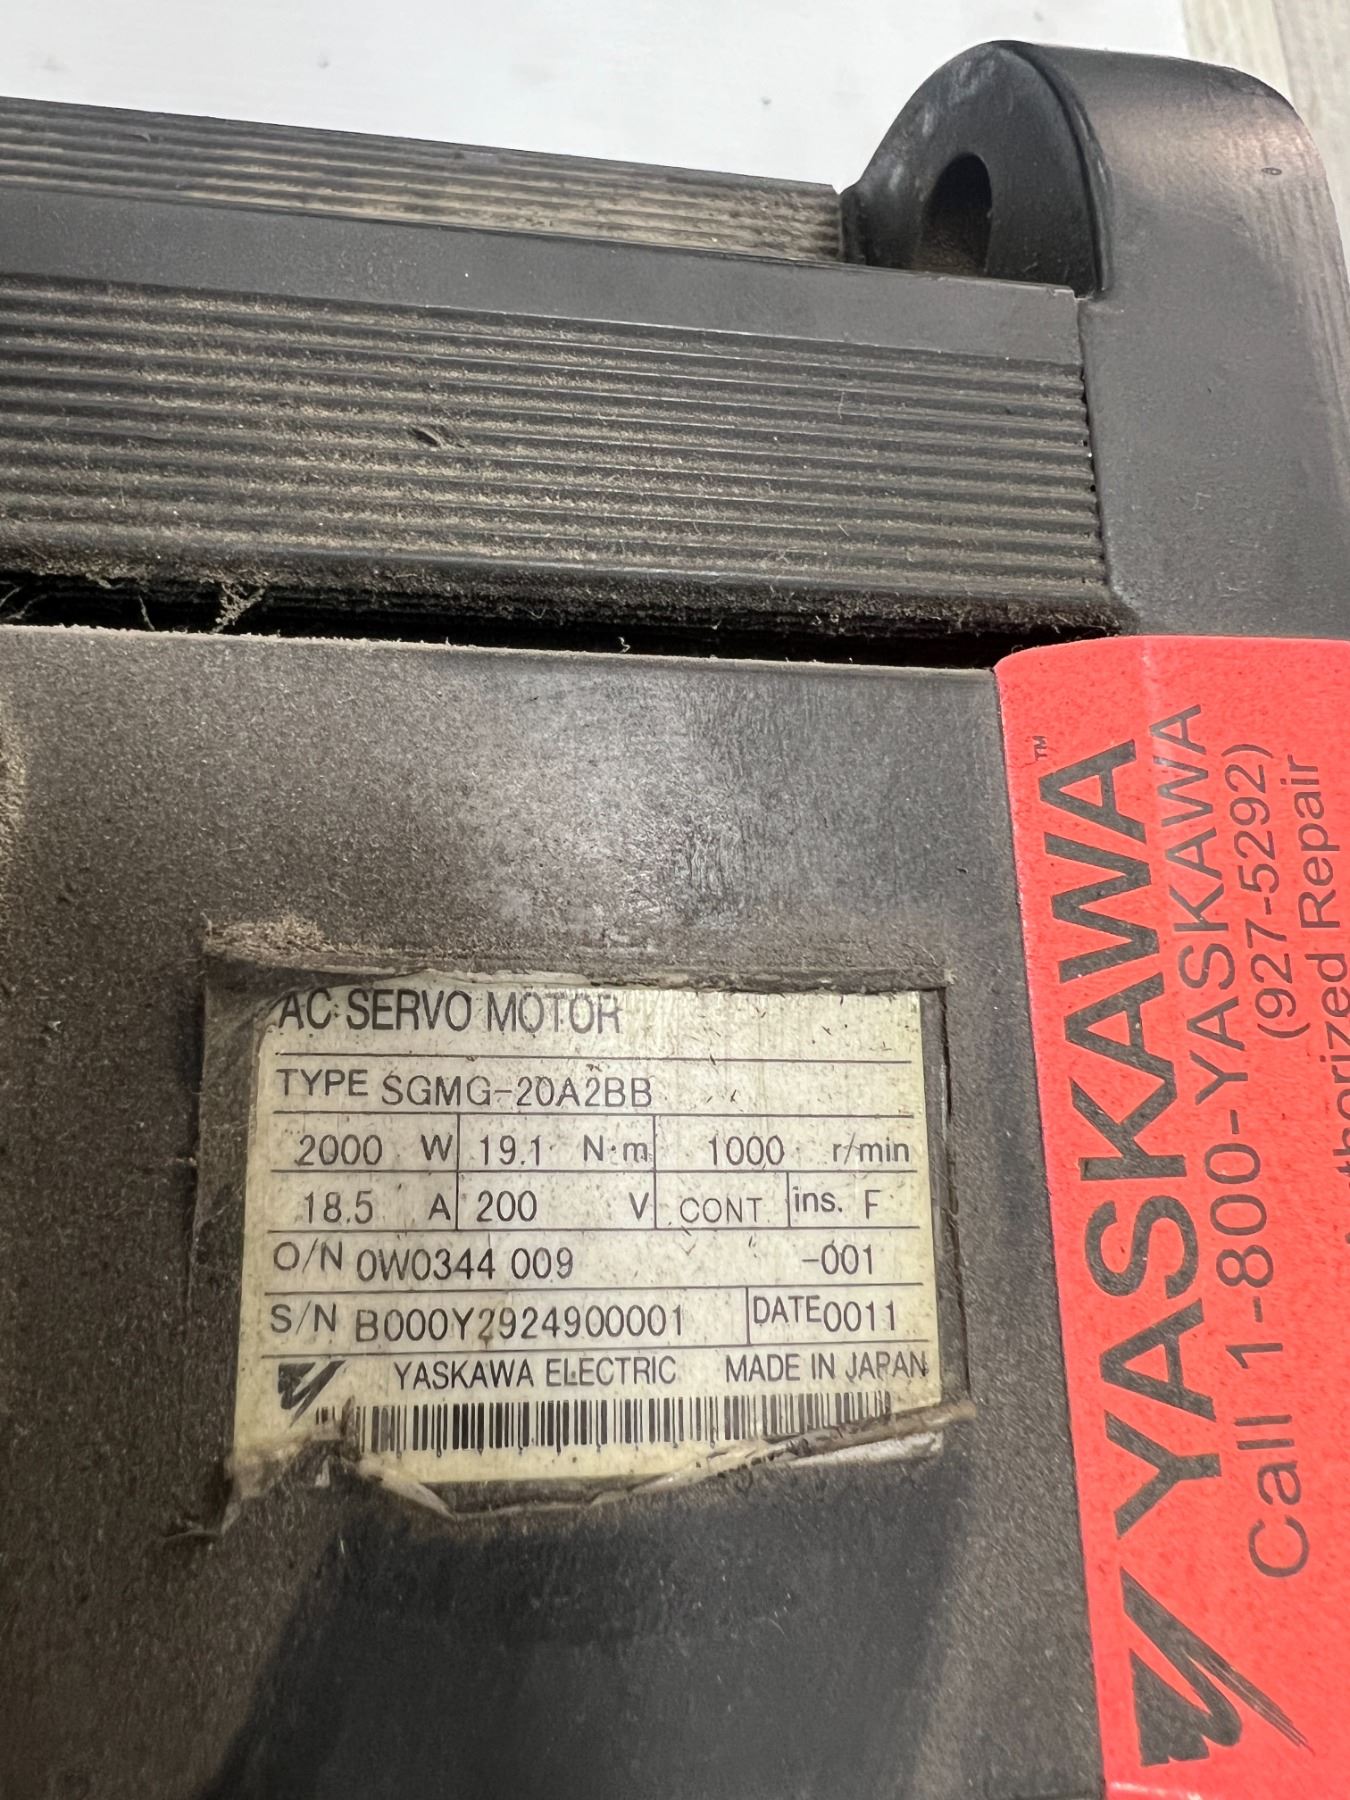 AC SERVO MOTOR
TYPE SGMG-20A2BB
2000 W 19.1 N·m 1000 r/min
18.5 A 200 V CONT ins. F
O/N 0W0344 009 -001
S/N B000Y2924900001 DATE 0011
YASKAWA ELECTRIC MADE IN JAPAN
YASKAWA™
Call 1-800-YASKAWA
(927-5292)
Repair